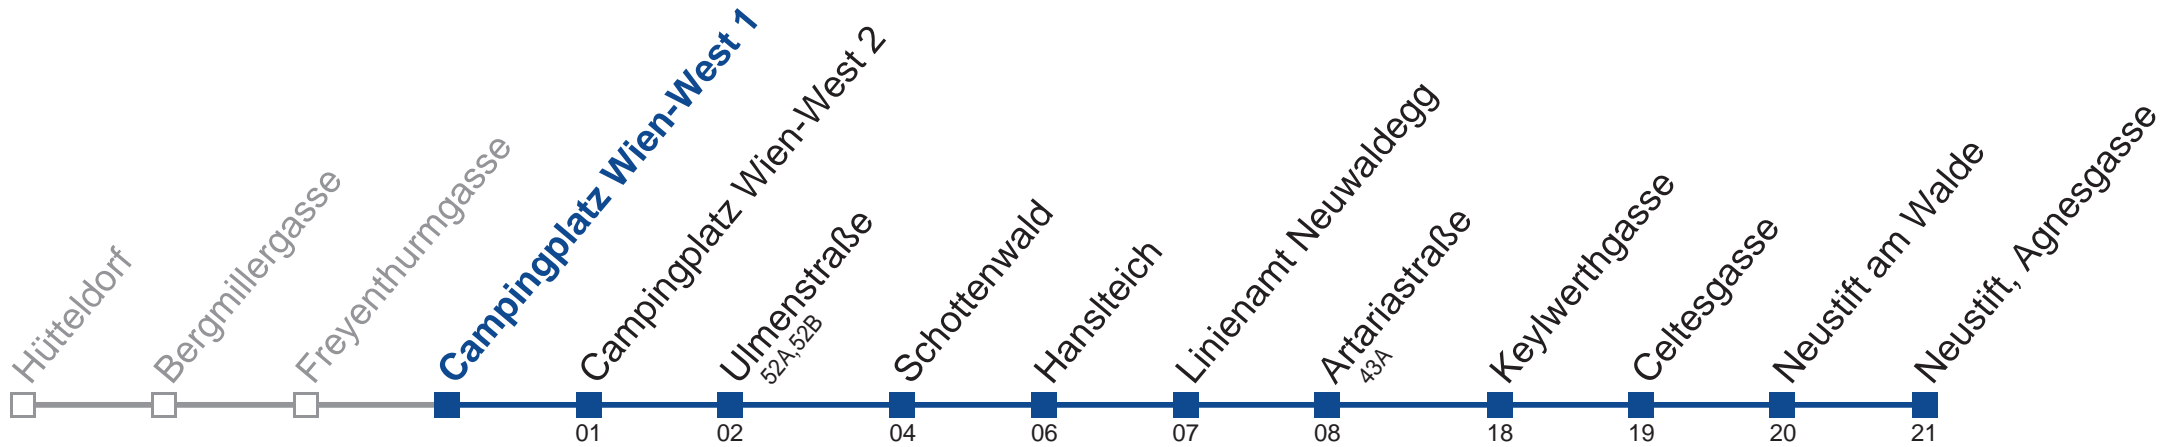 Hütteldorf
Bergmillergasse
Freyenthurmgasse
Campingplatz Wien-West 1
Campingplatz Wien-West 2
Ulmenstraße
52A,52B
Schottenwald
Hanslteich
Linienamt Neuwaldegg
Artariastraße
43A
Keylwerthgasse
Celtesgasse
Neustift am Walde
Neustift, Agnesgasse
01 02 04 06 07 08 18 19 20 21